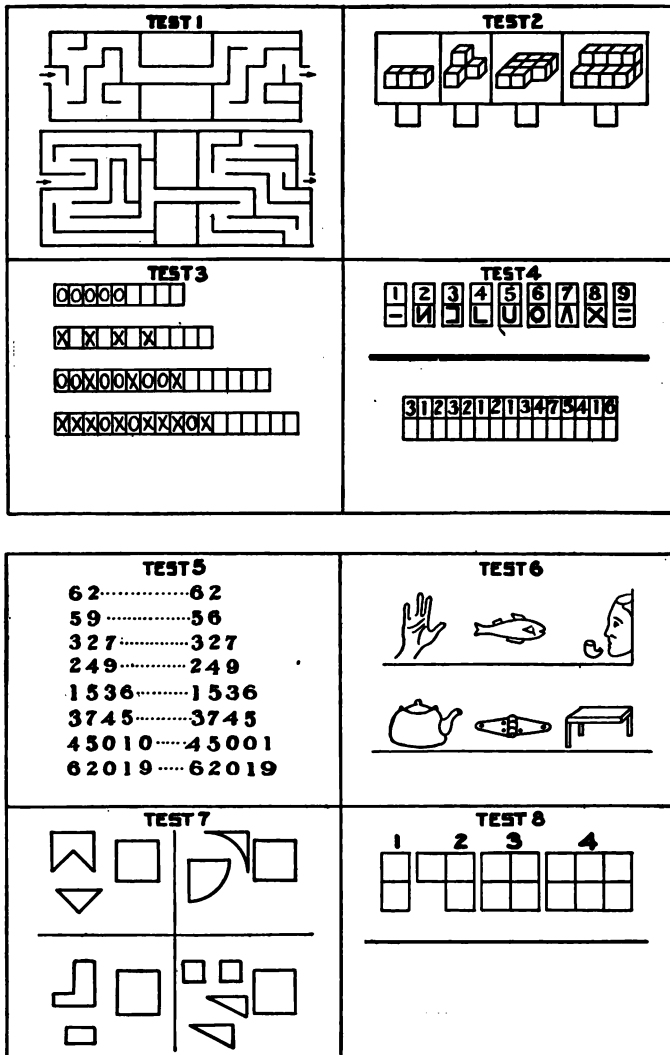 TEST 1
TEST 2
TEST 3
OOOOO
X X X X
OOXOOXOOX
XXXOXOXXXOX
TEST 4
1 2 3 4 5 6 7 8 9
− И ⊐ L U O Λ X =
3 1 2 3 2 1 2 1 3 4 7 5 4 1 6
TEST 5
62.............62
59.............56
327..........327
249..........249
1536.........1536
3745.........3745
45010.....45001
62019.....62019
TEST 6
TEST 7
TEST 8
1 2 3 4